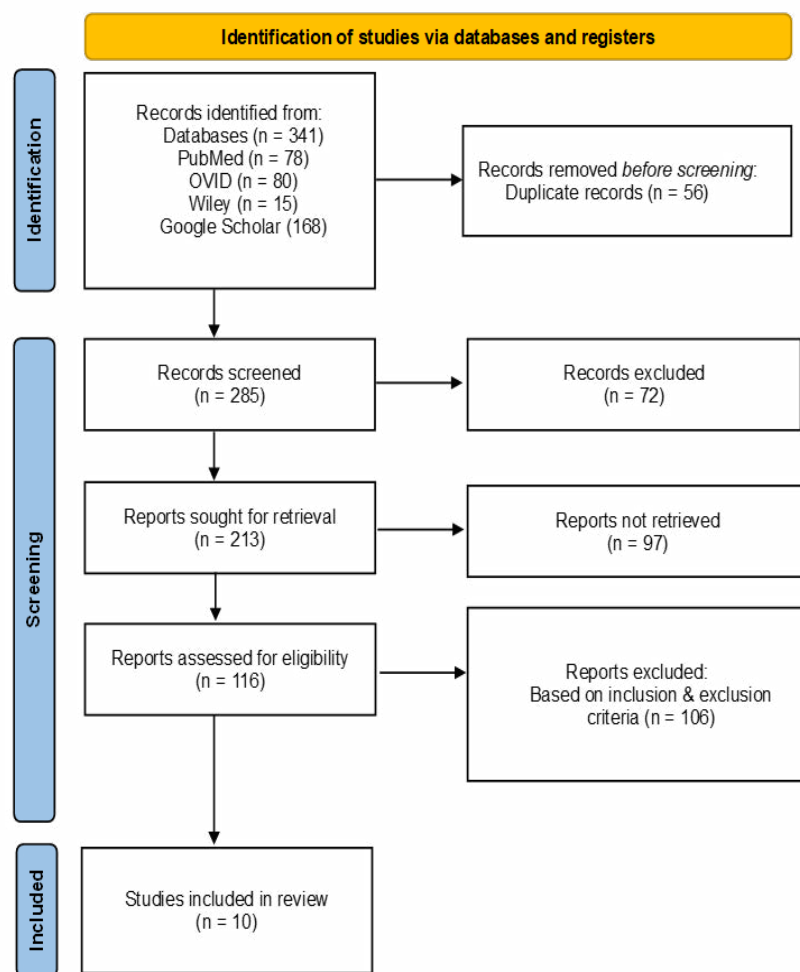 Identification of studies via databases and registers
Identification
Records identified from:
Databases (n = 341)
PubMed (n = 78)
OVID (n = 80)
Wiley (n = 15)
Google Scholar (168)
Records removed before screening:
Duplicate records (n = 56)
Screening
Records screened
(n = 285)
Records excluded
(n = 72)
Reports sought for retrieval
(n = 213)
Reports not retrieved
(n = 97)
Reports assessed for eligibility
(n = 116)
Reports excluded:
Based on inclusion & exclusion
criteria (n = 106)
Included
Studies included in review
(n = 10)